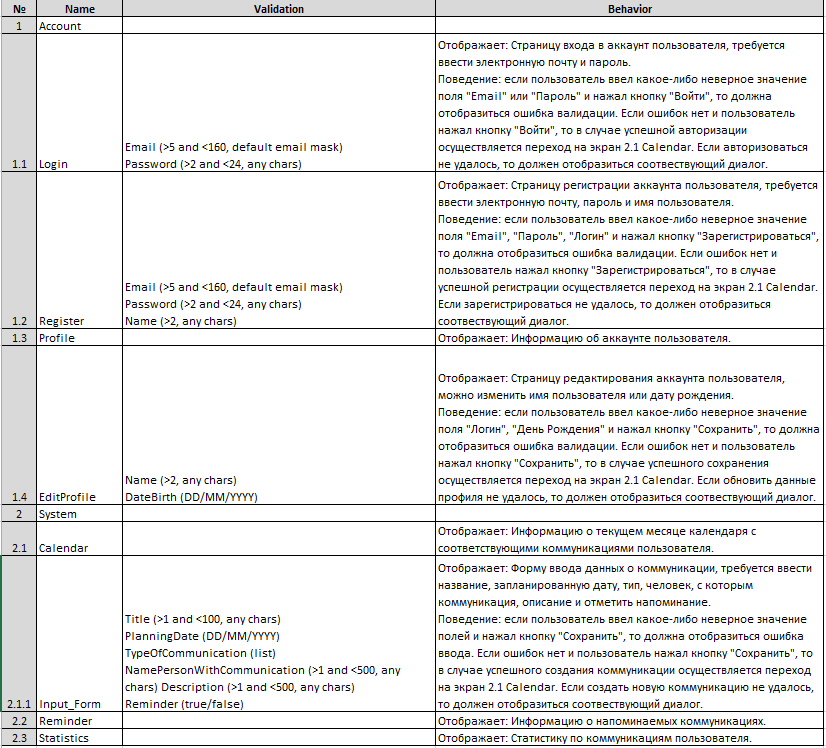 № Name Validation Behavior
1 Account
Отображает: Страницу входа в аккаунт пользователя, требуется
ввести электронную почту и пароль.
Поведение: если пользователь ввел какое-либо неверное значение
поля "Email" или "Пароль" и нажал кнопку "Войти", то должна
отобразиться ошибка валидации. Если ошибок нет и пользователь
нажал кнопку "Войти", то в случае успешной авторизации
Email (>5 and <160, default email mask) осуществляется переход на экран 2.1 Calendar. Если авторизоваться
1.1 Login Password (>2 and <24, any chars) не удалось, то должен отобразиться соотвествующий диалог.
Отображает: Страницу регистрации аккаунта пользователя, требуется
ввести электронную почту, пароль и имя пользователя.
Поведение: если пользователь ввел какое-либо неверное значение
поля "Email", "Пароль", "Логин" и нажал кнопку "Зарегистрироваться",
то должна отобразиться ошибка валидации. Если ошибок нет и
пользователь нажал кнопку "Зарегистрироваться", то в случае
Email (>5 and <160, default email mask) успешной регистрации осуществляется переход на экран 2.1 Calendar.
Password (>2 and <24, any chars) Если зарегистрироваться не удалось, то должен отобразиться
1.2 Register Name (>2, any chars) соотвествующий диалог.
1.3 Profile Отображает: Информацию об аккаунте пользователя.
Отображает: Страницу редактирования аккаунта пользователя,
можно изменить имя пользователя или дату рождения.
Поведение: если пользователь ввел какое-либо неверное значение
поля "Логин", "День Рождения" и нажал кнопку "Сохранить", то должна
отобразиться ошибка валидации. Если ошибок нет и пользователь
нажал кнопку "Сохранить", то в случае успешного сохранения
Name (>2, any chars) осуществляется переход на экран 2.1 Calendar. Если обновить данные
1.4 EditProfile DateBirth (DD/MM/YYYY) профиля не удалось, то должен отобразиться соотвествующий диалог.
2 System
Отображает: Информацию о текущем месяце календаря с
2.1 Calendar соответствующими коммуникациями пользователя.
Отображает: Форму ввода данных о коммуникации, требуется ввести
название, запланированную дату, тип, человек, с которым
коммуникация, описание и отметить напоминание.
Title (>1 and <100, any chars) Поведение: если пользователь ввел какое-либо неверное значение
PlanningDate (DD/MM/YYYY) полей и нажал кнопку "Сохранить", то должна отобразиться ошибка
TypeOfCommunication (list) ввода. Если ошибок нет и пользователь нажал кнопку "Сохранить", то
NamePersonWithCommunication (>1 and <500, any в случае успешного создания коммуникации осуществляется переход
chars) Description (>1 and <500, any chars) на экран 2.1 Calendar. Если создать новую коммуникацию не удалось,
2.1.1 Input_Form Reminder (true/false) то должен отобразиться соотвествующий диалог.
2.2 Reminder Отображает: Информацию о напоминаемых коммуникациях.
2.3 Statistics Отображает: Статистику по коммуникациям пользователя.